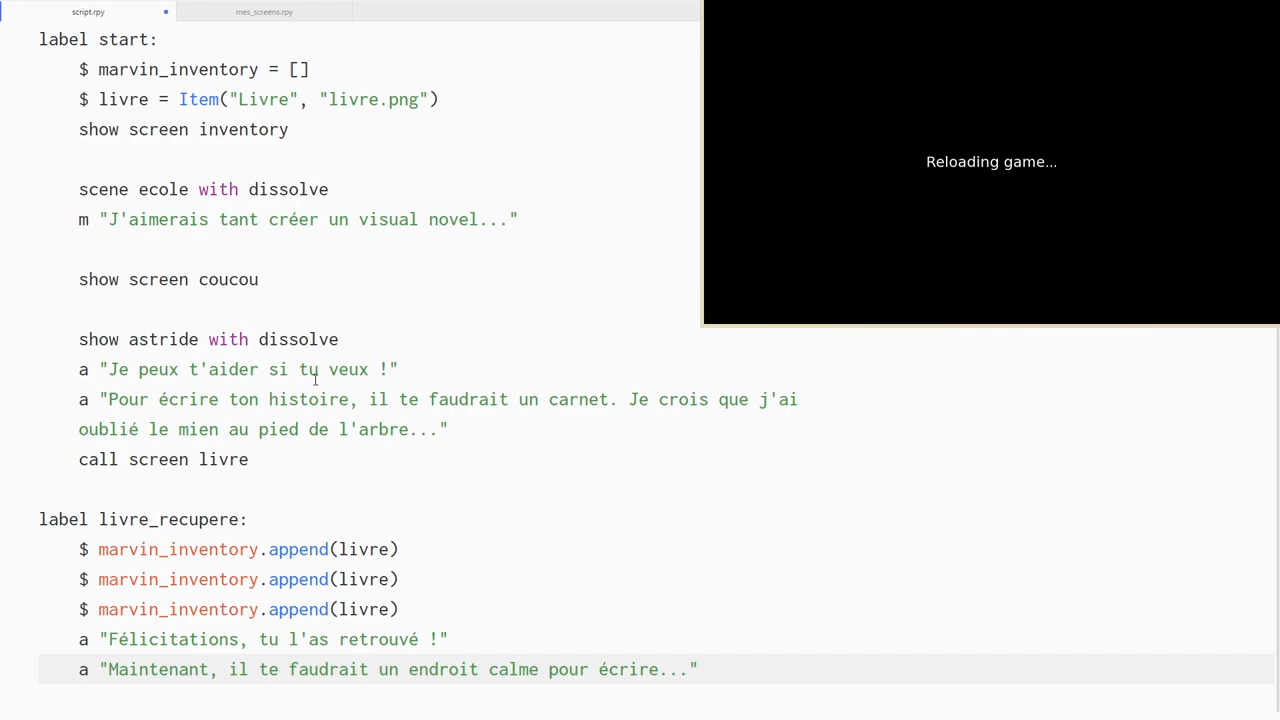 script.rpy
mes_screens.rpy
label start:
$ marvin_inventory = []
$ livre = Item("Livre", "livre.png")
show screen inventory
scene ecole with dissolve
m "J'aimerais tant créer un visual novel..."
show screen coucou
show astride with dissolve
a "Je peux t'aider si tu veux !"
a "Pour écrire ton histoire, il te faudrait un carnet. Je crois que j'ai
oublié le mien au pied de l'arbre..."
call screen livre
label livre_recupere:
$ marvin_inventory.append(livre)
$ marvin_inventory.append(livre)
$ marvin_inventory.append(livre)
a "Félicitations, tu l'as retrouvé !"
a "Maintenant, il te faudrait un endroit calme pour écrire..."
Reloading game...